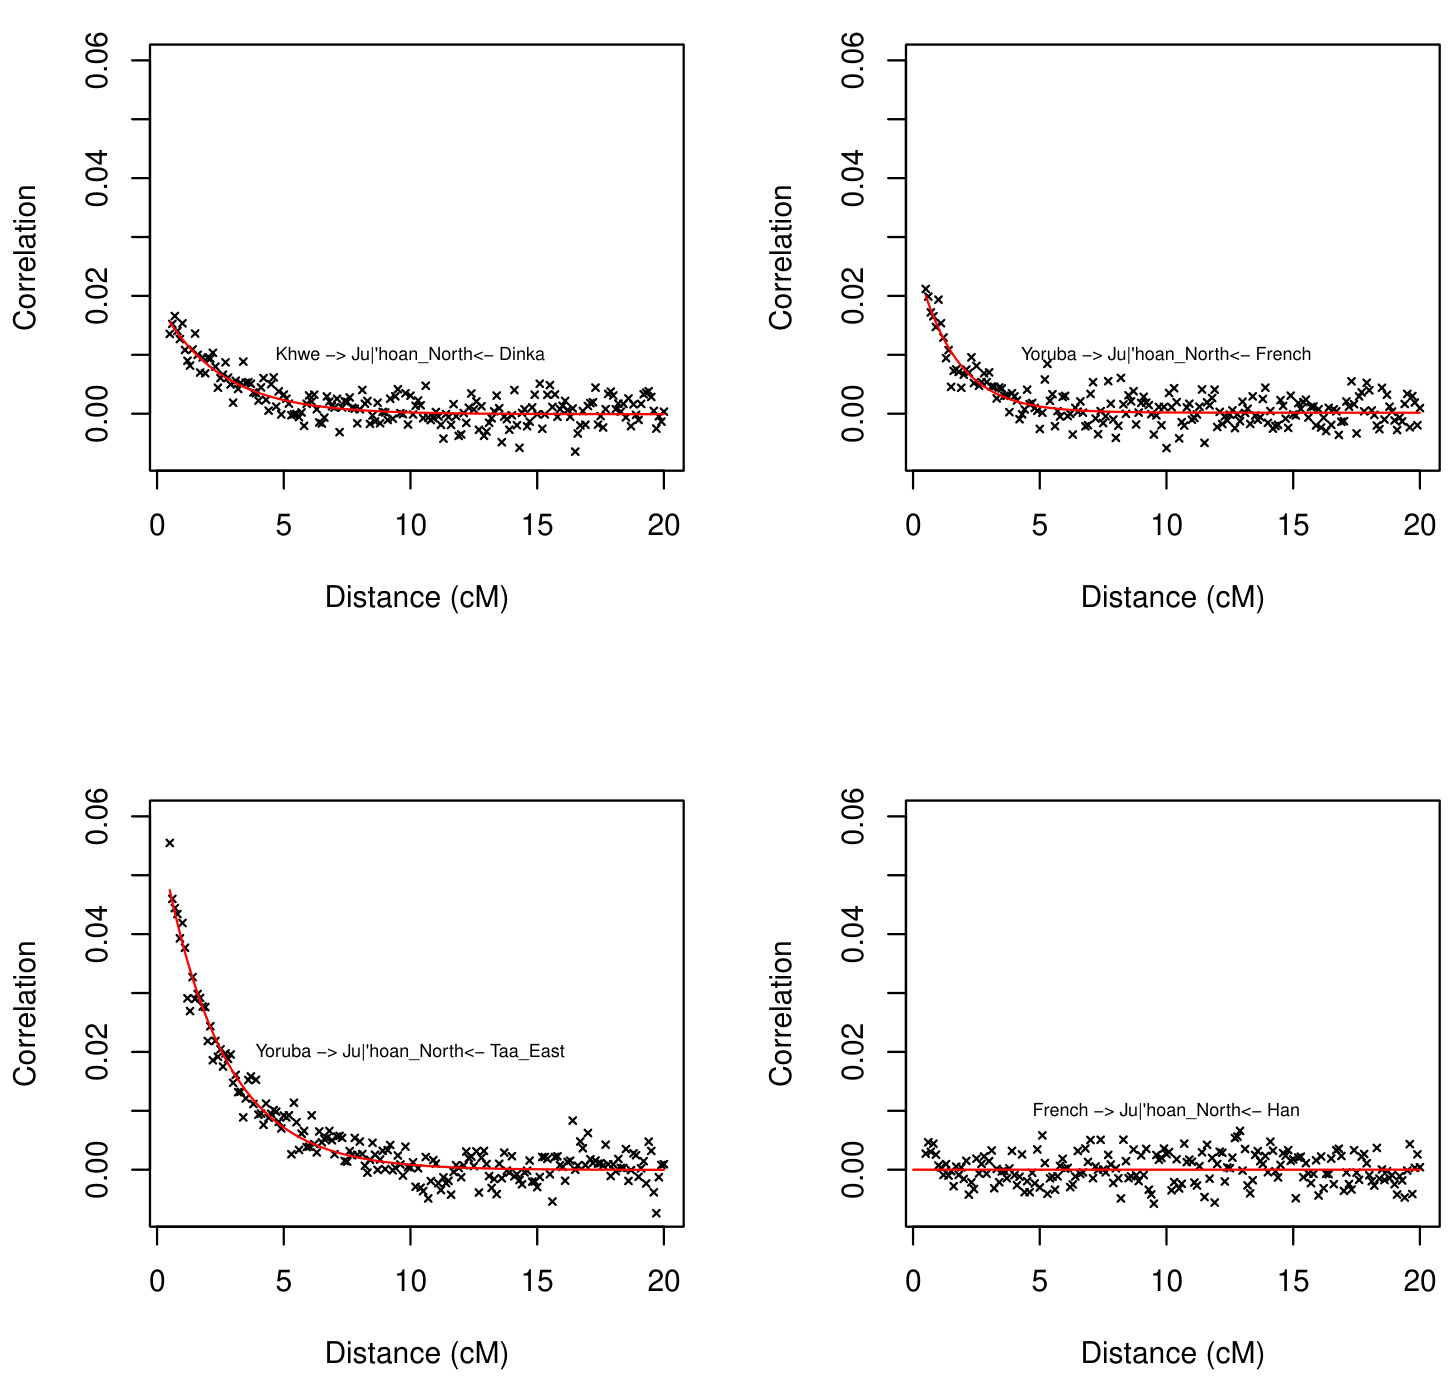 0.06
0.04
0.02
0.00
Correlation
Khwe −> Ju|'hoan_North<− Dinka
0 5 10 15 20
Distance (cM)
0.06
0.04
0.02
0.00
Correlation
Yoruba −> Ju|'hoan_North<− French
0 5 10 15 20
Distance (cM)
0.06
0.04
0.02
0.00
Correlation
Yoruba −> Ju|'hoan_North<− Taa_East
0 5 10 15 20
Distance (cM)
0.06
0.04
0.02
0.00
Correlation
French −> Ju|'hoan_North<− Han
0 5 10 15 20
Distance (cM)